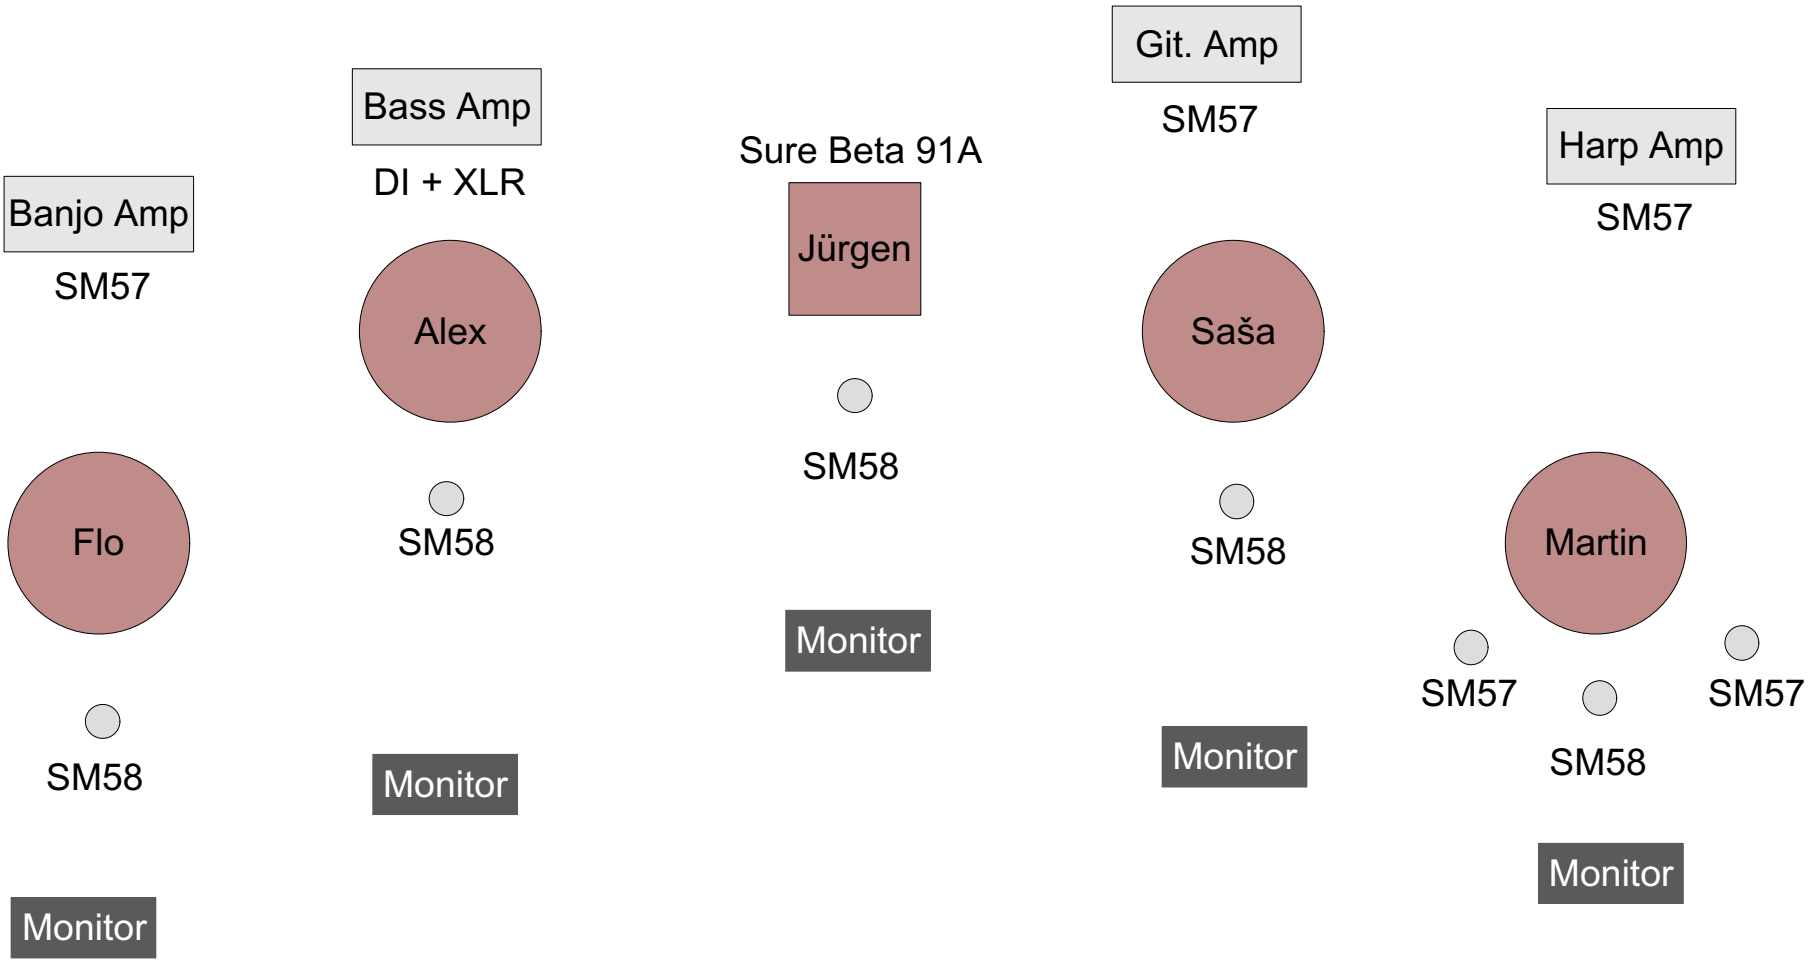 Git. Amp
SM57
Bass Amp
DI + XLR
Sure Beta 91A
Harp Amp
SM57
Banjo Amp
SM57
Jürgen
Alex
Saša
SM58
SM58
SM58
Flo
Martin
Monitor
SM57
SM57
SM58
SM58
Monitor
Monitor
Monitor
Monitor